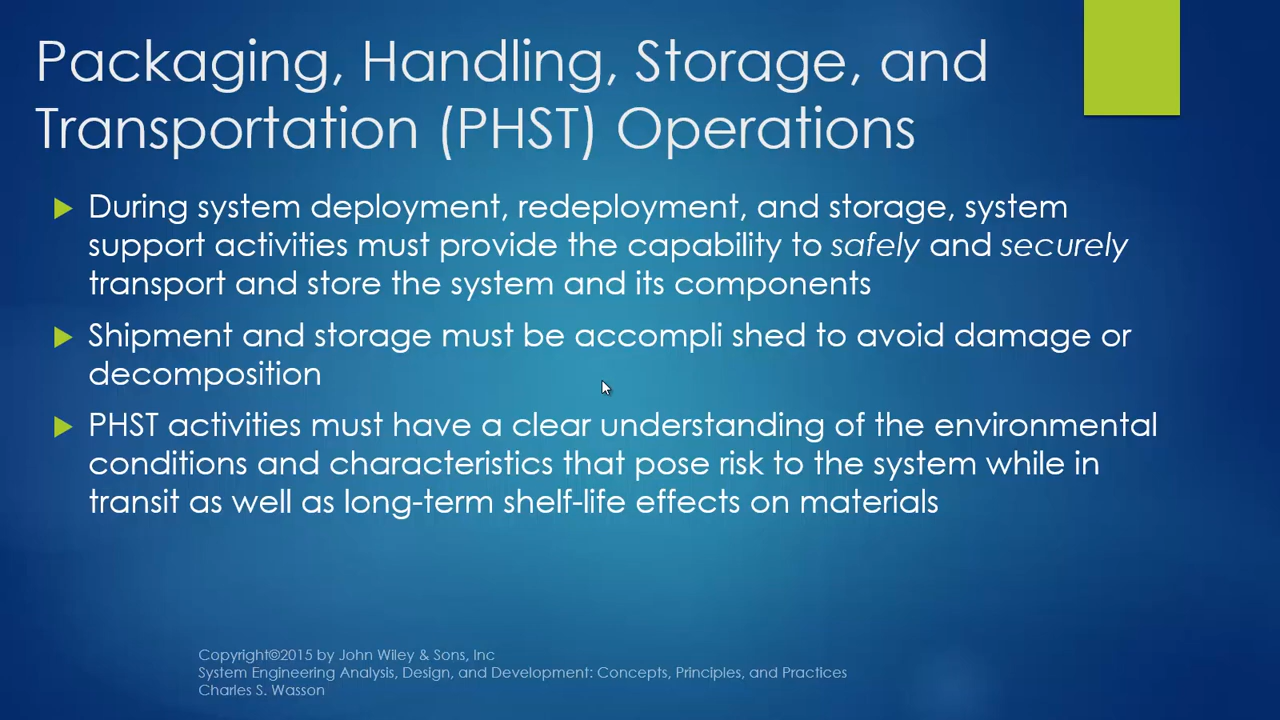 Packaging, Handling, Storage, and
Transportation (PHST) Operations
During system deployment, redeployment, and storage, system
support activities must provide the capability to safely and securely
transport and store the system and its components
Shipment and storage must be accompli shed to avoid damage or
decomposition
PHST activities must have a clear understanding of the environmental
conditions and characteristics that pose risk to the system while in
transit as well as long-term shelf-life effects on materials
Copyright©2015 by John Wiley & Sons, Inc
System Engineering Analysis, Design, and Development: Concepts, Principles, and Practices
Charles S. Wasson